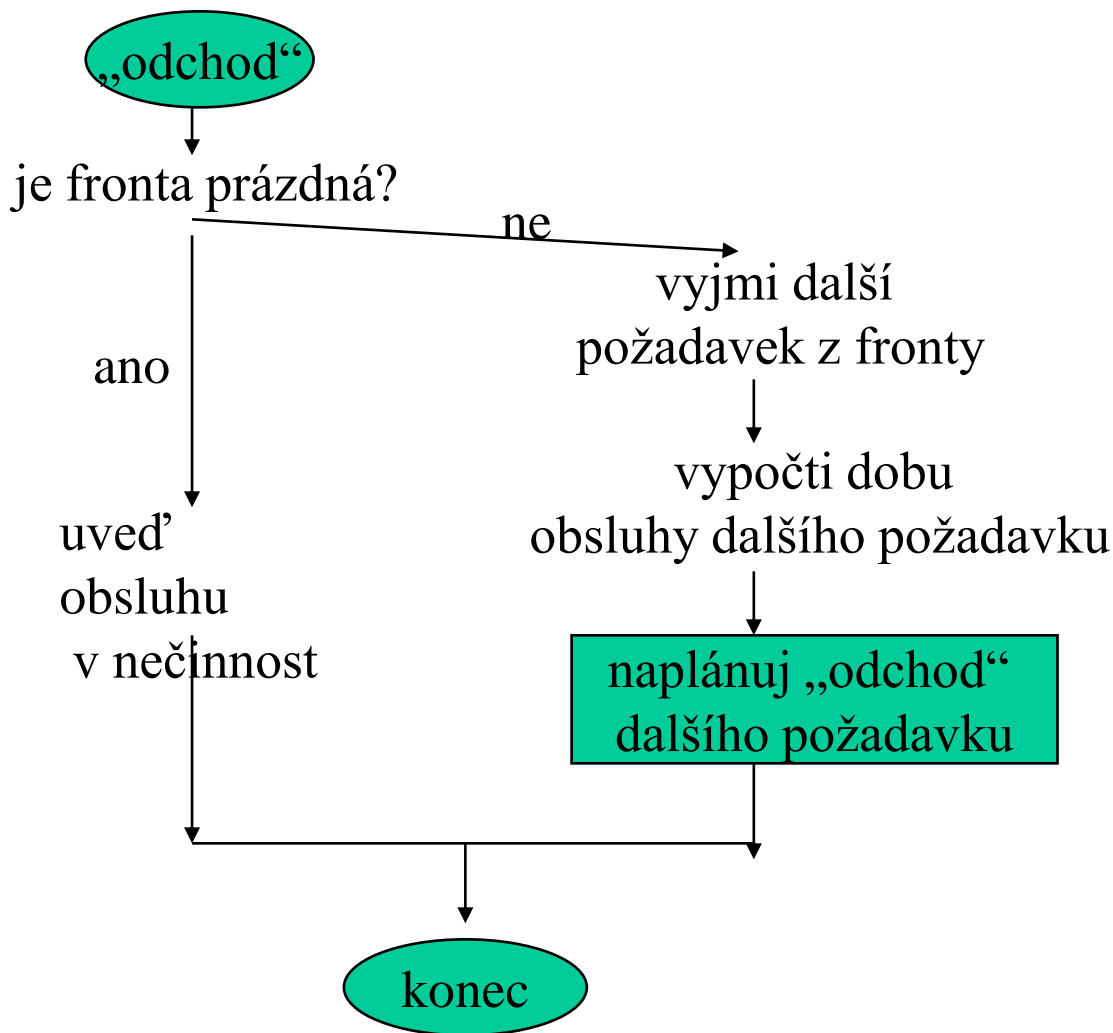 „odchod“
je fronta prázdná?
ne
vyjmi další
požadavek z fronty
ano
vypočti dobu
obsluhy dalšího požadavku
uveď
obsluhu
v nečinnost
naplánuj „odchod“
dalšího požadavku
konec